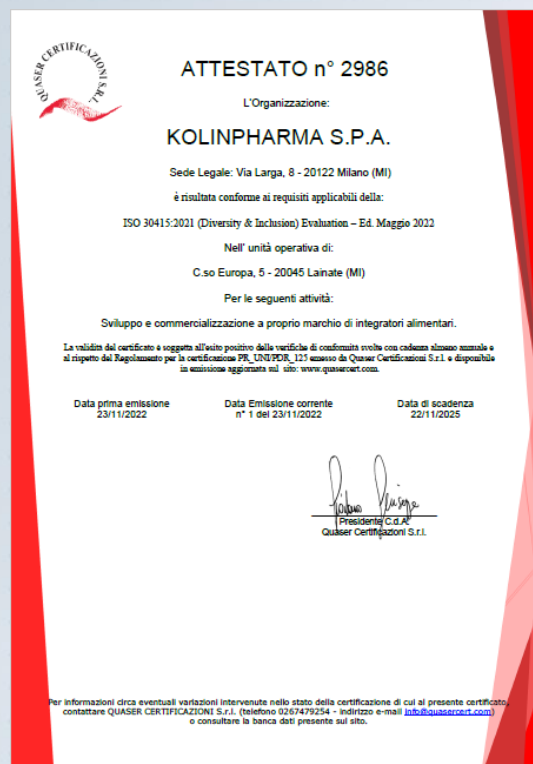 QUASER CERTIFICAZIONI S.R.L.
ATTESTATO n° 2986
L'Organizzazione:
KOLINPHARMA S.P.A.
Sede Legale: Via Larga, 8 - 20122 Milano (MI)
è risultata conforme ai requisiti applicabili della:
ISO 30415:2021 (Diversity & Inclusion) Evaluation – Ed. Maggio 2022
Nell' unità operativa di:
C.so Europa, 5 - 20045 Lainate (MI)
Per le seguenti attività:
Sviluppo e commercializzazione a proprio marchio di integratori alimentari.
La validità del certificato è soggetta all'esito positivo delle verifiche di conformità svolte con cadenza almeno annuale e
al rispetto del Regolamento per la certificazione PR_UNI/PDR_125 emesso da Quaser Certificazioni S.r.l. e disponibile
in emissione aggiornata sul sito: www.quasercert.com.
Data prima emissione
23/11/2022
Data Emissione corrente
n° 1 del 23/11/2022
Data di scadenza
22/11/2025
Presidente C.d.A.
Quaser Certificazioni S.r.l.
Per informazioni circa eventuali variazioni intervenute nello stato della certificazione di cui al presente certificato,
contattare QUASER CERTIFICAZIONI S.r.l. (telefono 0267479254 - indirizzo e-mail info@quasercert.com)
o consultare la banca dati presente sul sito.